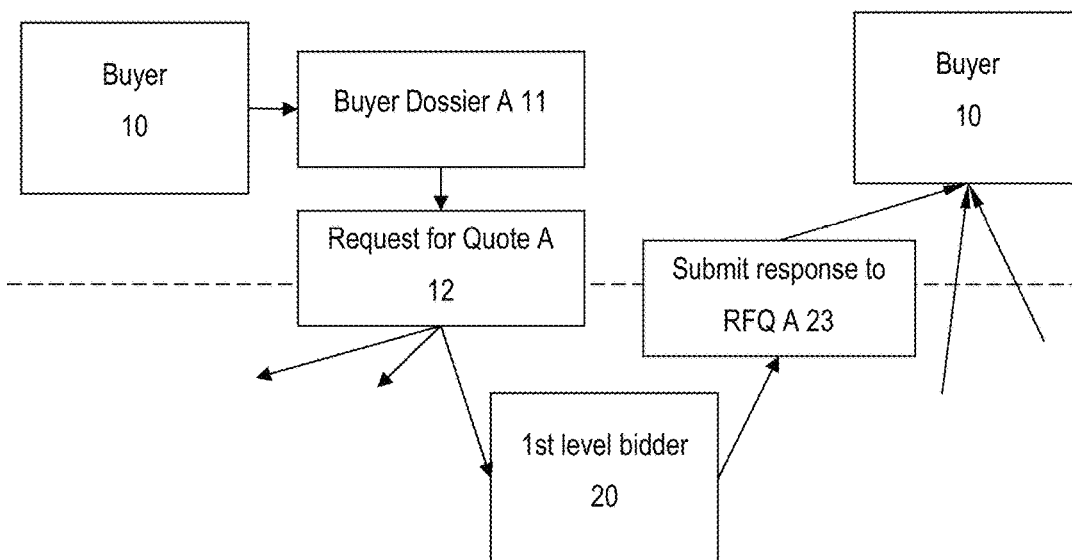 Buyer
10
Buyer Dossier A 11
Request for Quote A
12
1st level bidder
20
Submit response to
RFQ A 23
Buyer
10